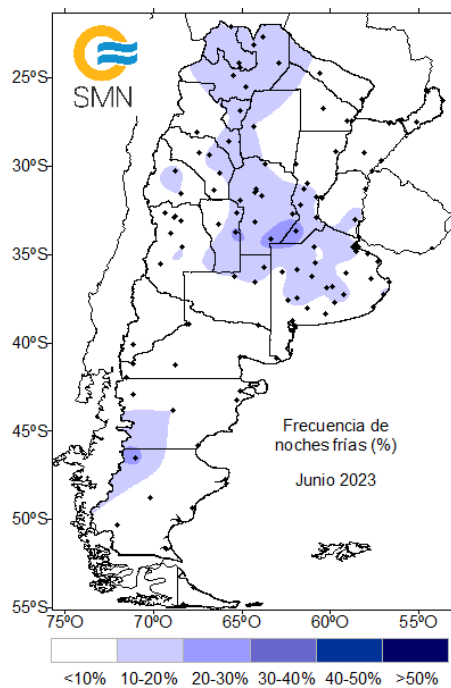 SMN
25ºS
30ºS
35ºS
40ºS
45ºS
50ºS
55ºS
Frecuencia de
noches frías (%)
Junio 2023
75ºO 70ºO 65ºO 60ºO 55ºO
<10% 10-20% 20-30% 30-40% 40-50% >50%